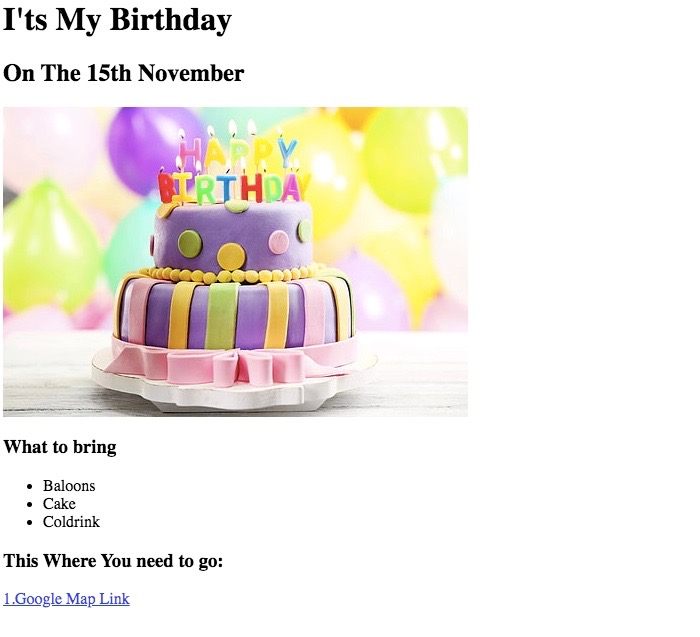 I'ts My Birthday
On The 15th November
HAPPY
BIRTHDAY
What to bring
Baloons
Cake
Coldrink
This Where You need to go:
1.Google Map Link